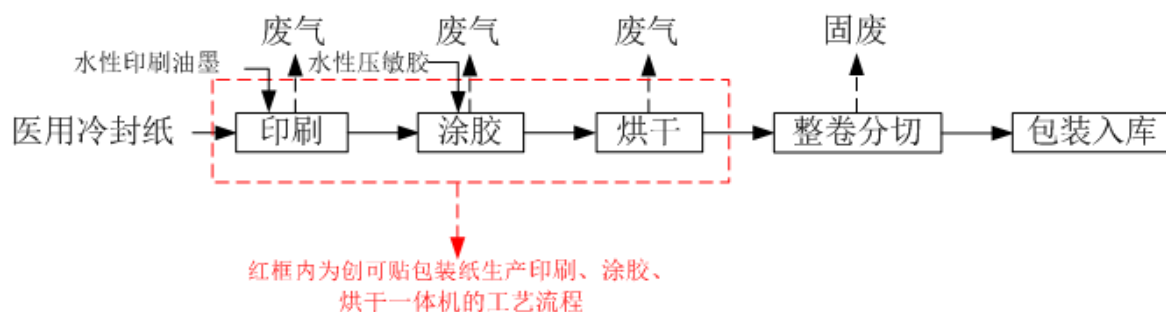 废气 废气 废气 固废
水性印刷油墨 水性压敏胶
医用冷封纸 印刷 涂胶 烘干 整卷分切 包装入库
红框内为创可贴包装纸生产印刷、涂胶、
烘干一体机的工艺流程